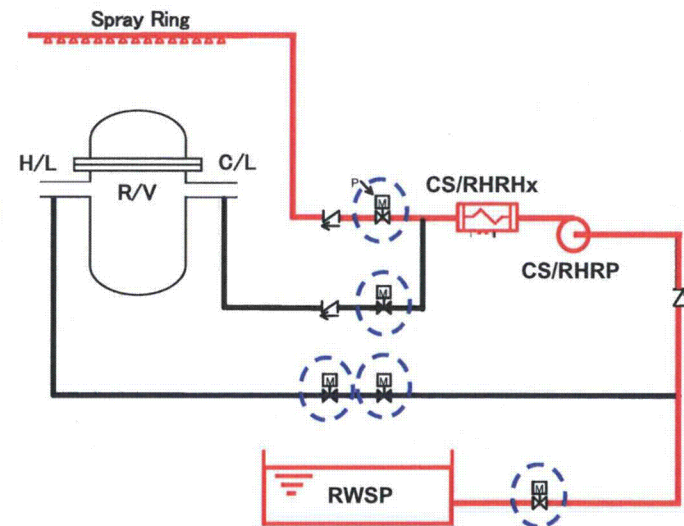 Spray Ring
H/L
C/L
R/V
P
M
CS/RHRHx
CS/RHRP
M
M
M
RWSP
M